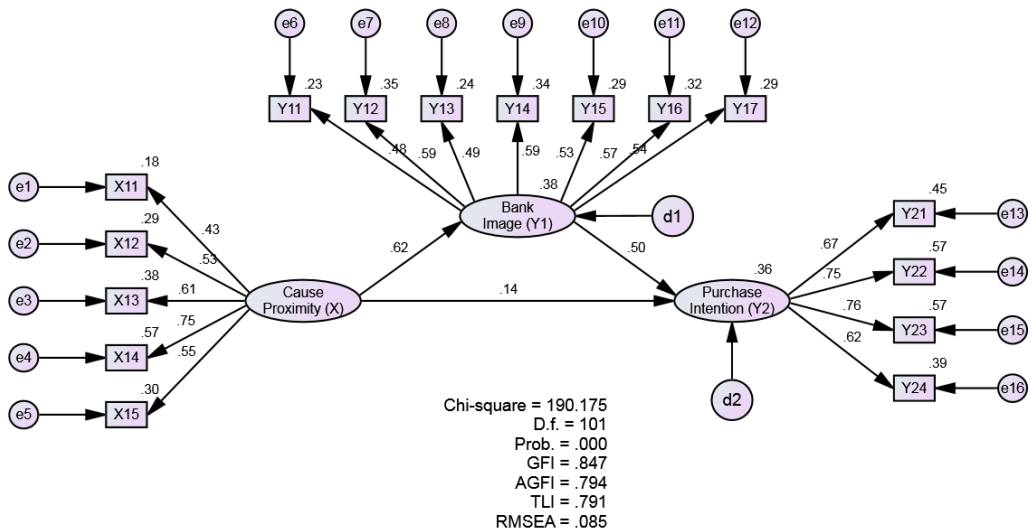 e6 e7 e8 e9 e10 e11 e12
.23 .35 .24 .34 .29 .32 .29
Y11 Y12 Y13 Y14 Y15 Y16 Y17
.48 .59 .49 .59 .53 .57 .54
.38
Bank
Image (Y1)
d1
.18
e1 X11
.43
.29
e2 X12
.53
.38
e3 X13
.61
.57
e4 X14
.75
.55
.30
e5 X15
Cause
Proximity (X)
.62
.50
.14
.36
Purchase
Intention (Y2)
d2
.45
Y21 e13
.67
.57
Y22 e14
.75
.57
Y23 e15
.76
.62
.39
Y24 e16
Chi-square = 190.175
D.f. = 101
Prob. = .000
GFI = .847
AGFI = .794
TLI = .791
RMSEA = .085